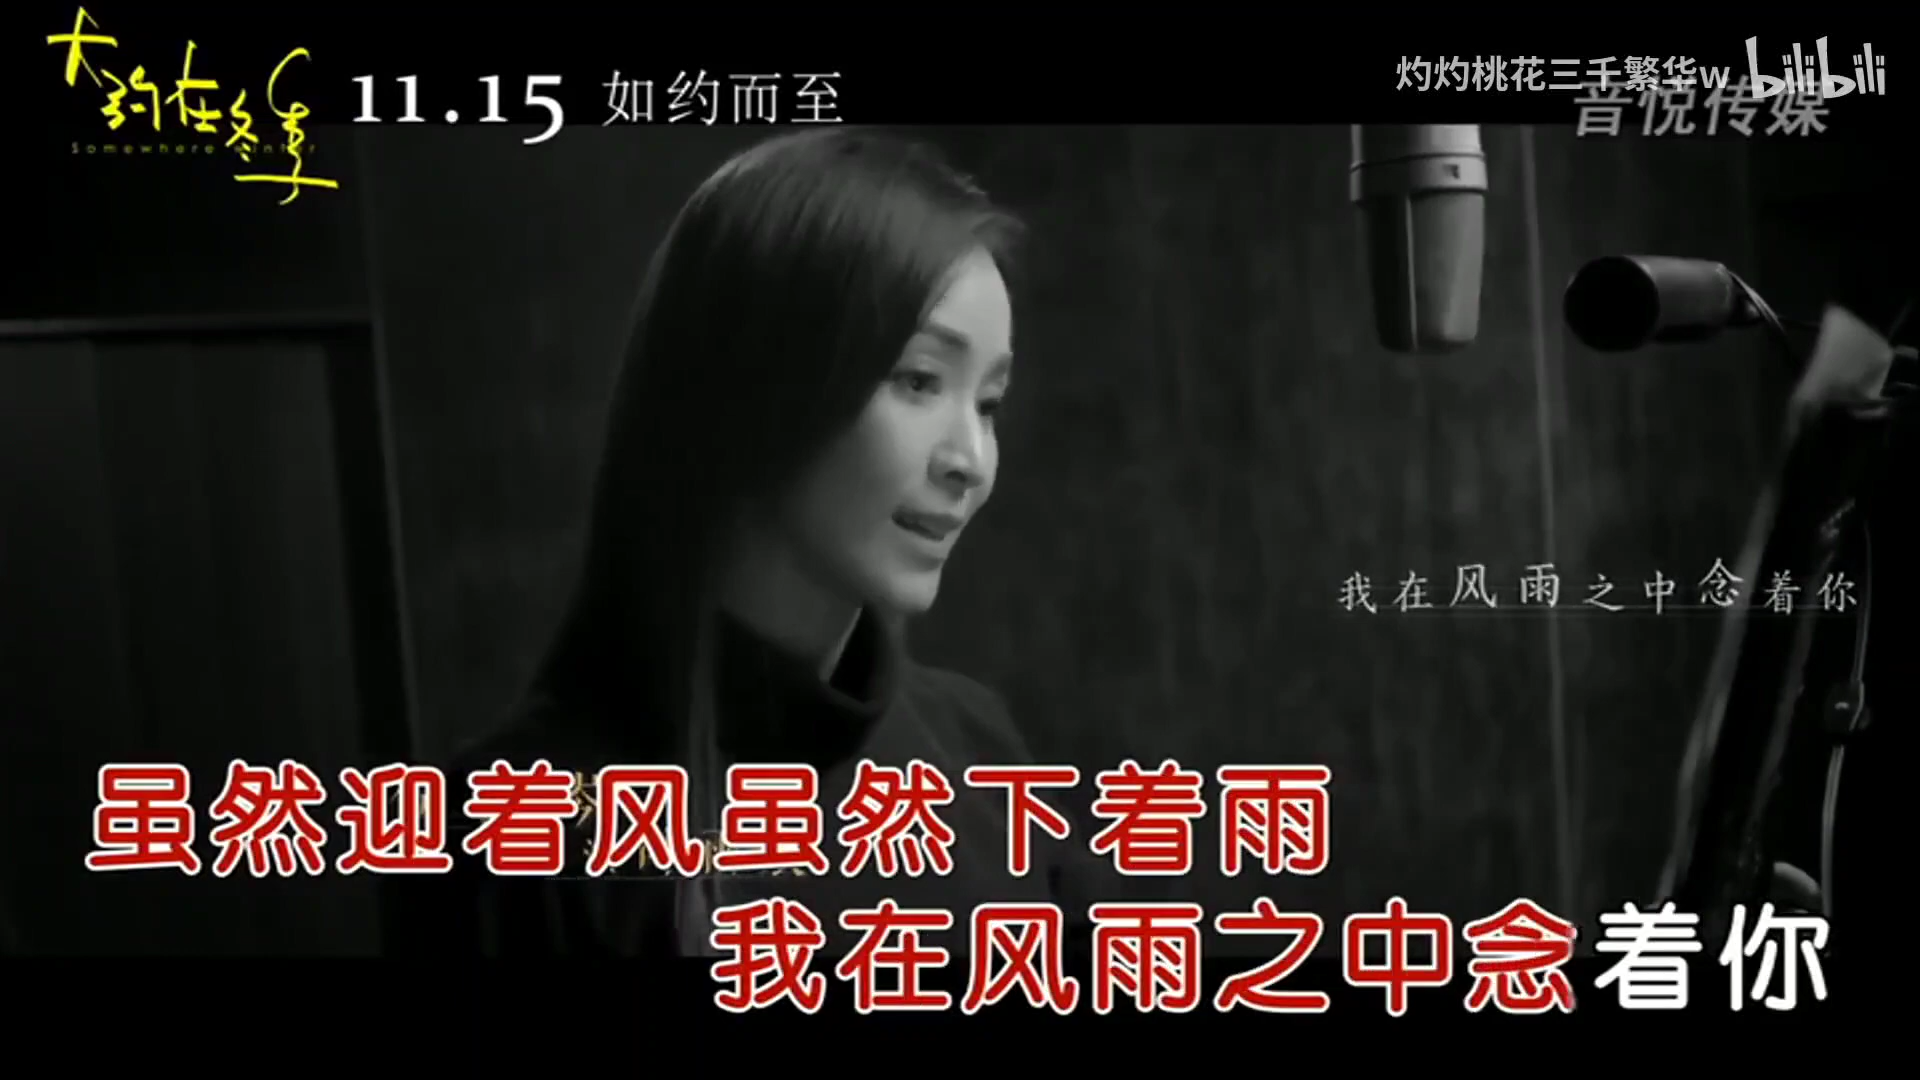 大约在冬季
Somewhere Winter
11.15 如约而至
灼灼桃花三千繁华w bilibili
音悦传媒
我在风雨之中念着你
虽然迎着风虽然下着雨
我在风雨之中念着你